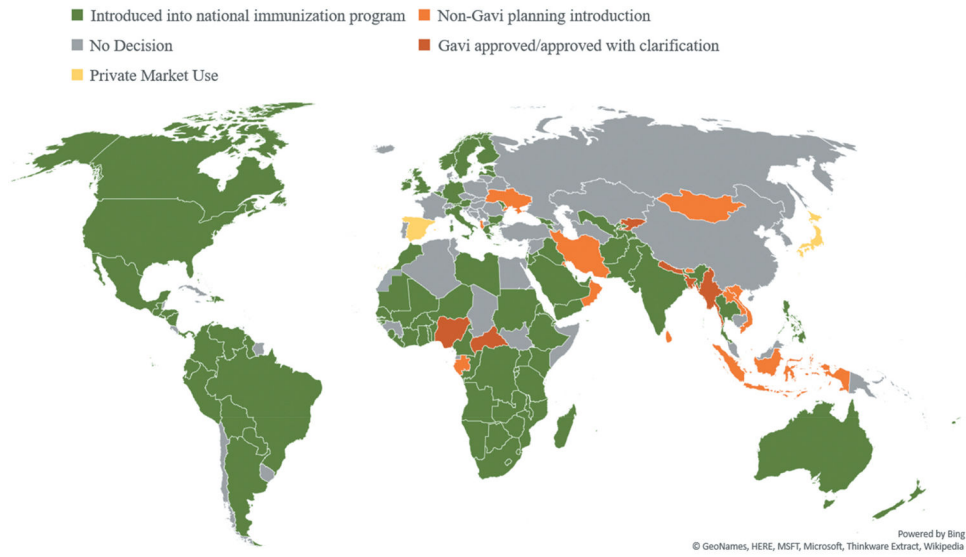 Introduced into national immunization program
Non-Gavi planning introduction
No Decision
Gavi approved/approved with clarification
Private Market Use
Powered by Bing
© GeoNames, HERE, MSFT, Microsoft, Thinkware Extract, Wikipedia